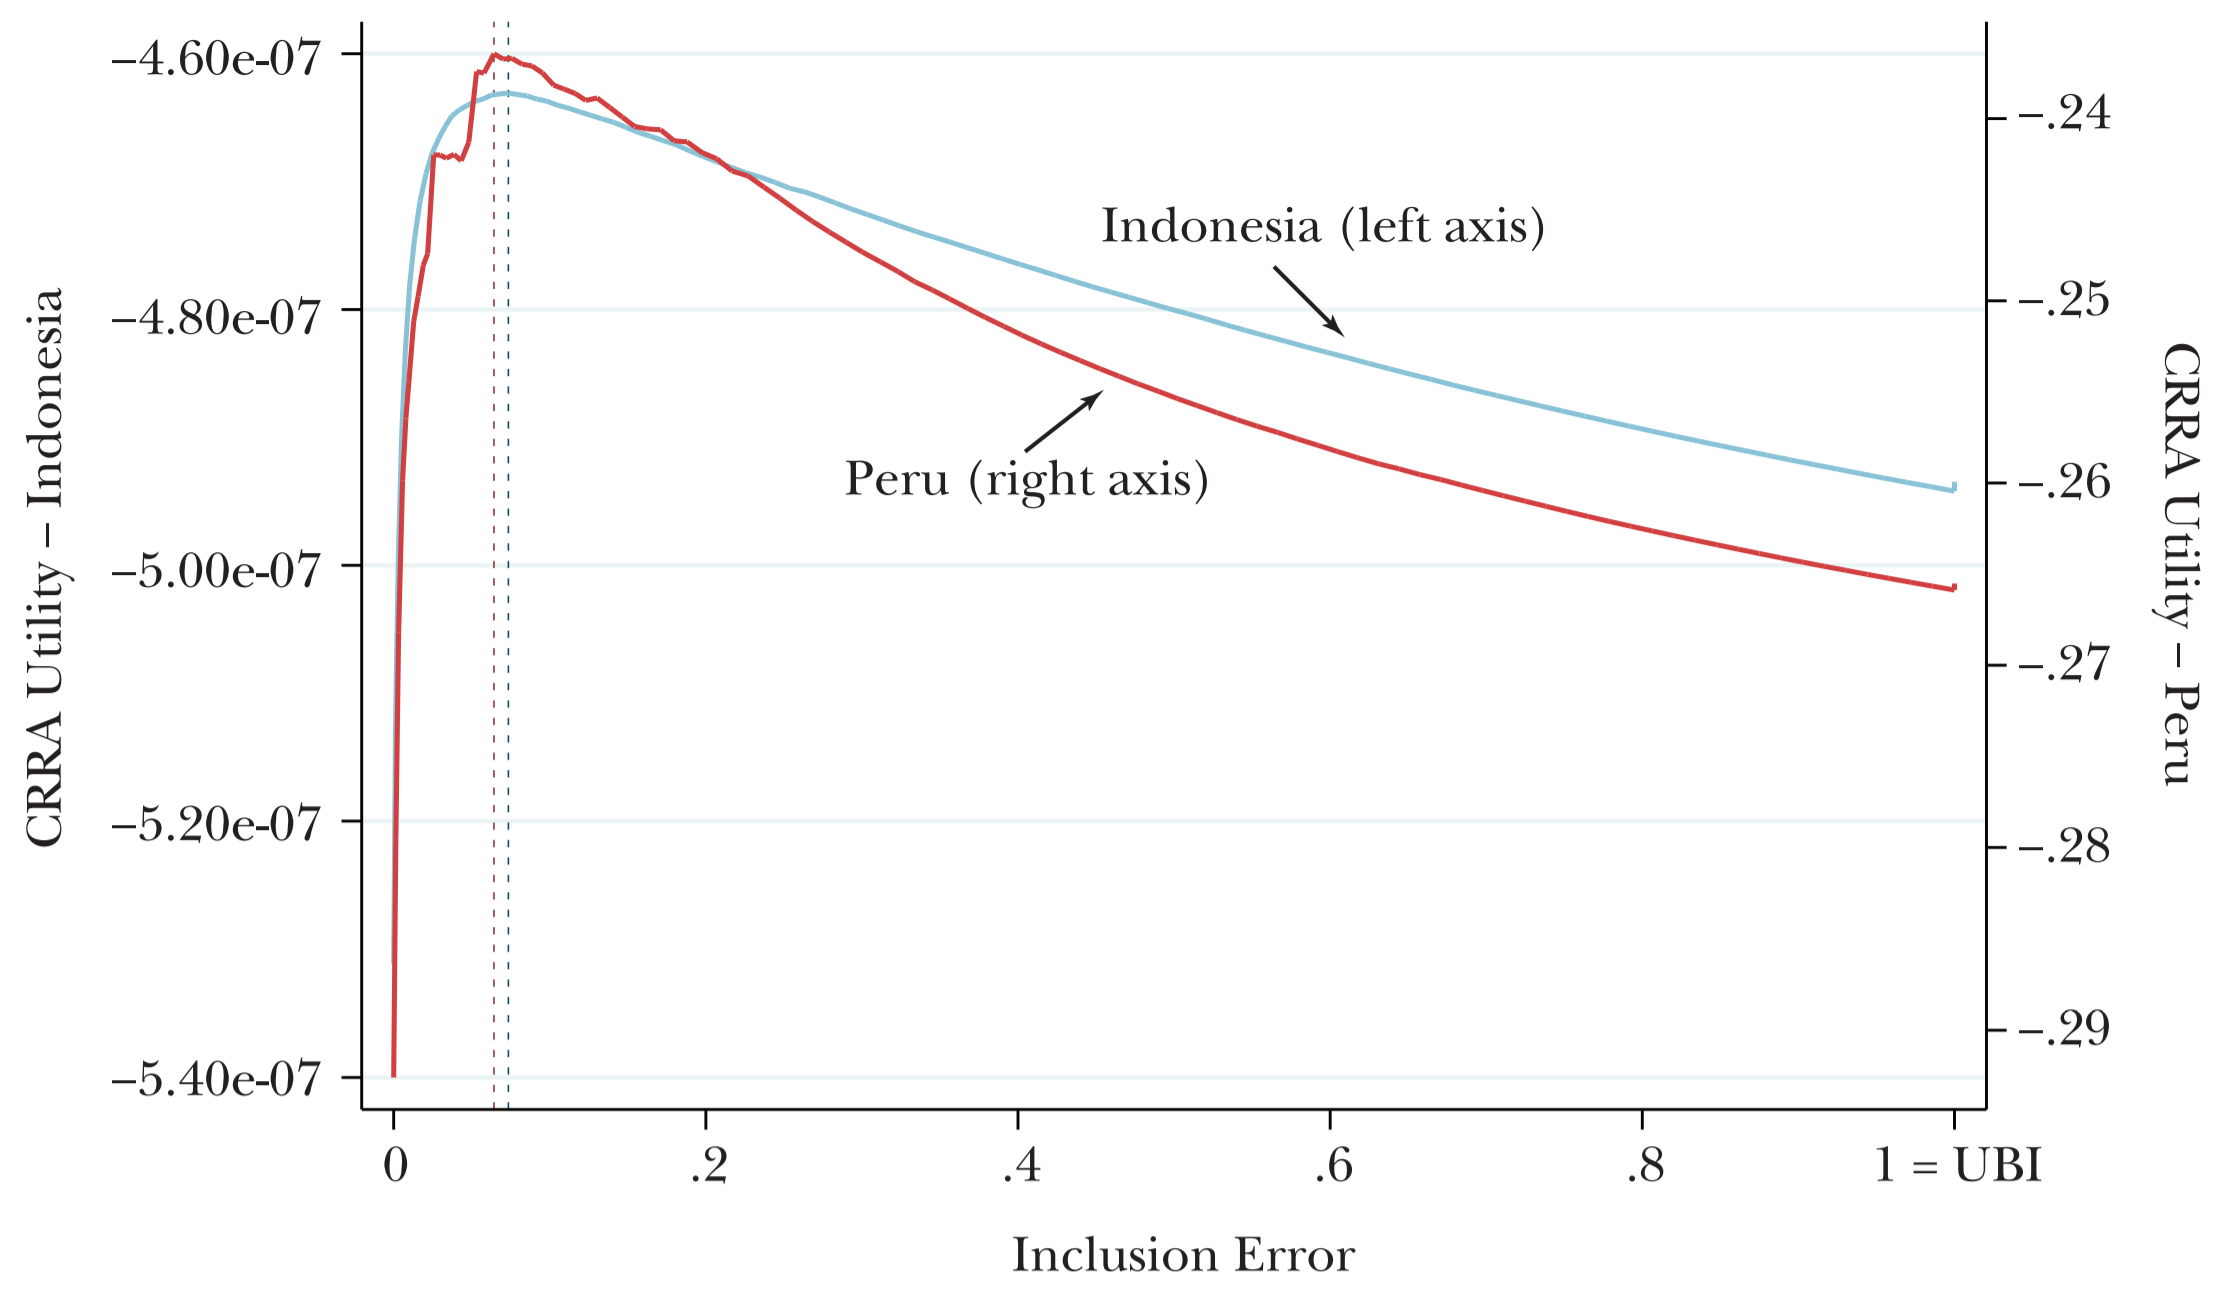 CRRA Utility – Indonesia
–4.60e-07
–4.80e-07
–5.00e-07
–5.20e-07
–5.40e-07
Indonesia (left axis)
Peru (right axis)
–.24
–.25
–.26
–.27
–.28
–.29
CRRA Utility – Peru
0 .2 .4 .6 .8 1 = UBI
Inclusion Error